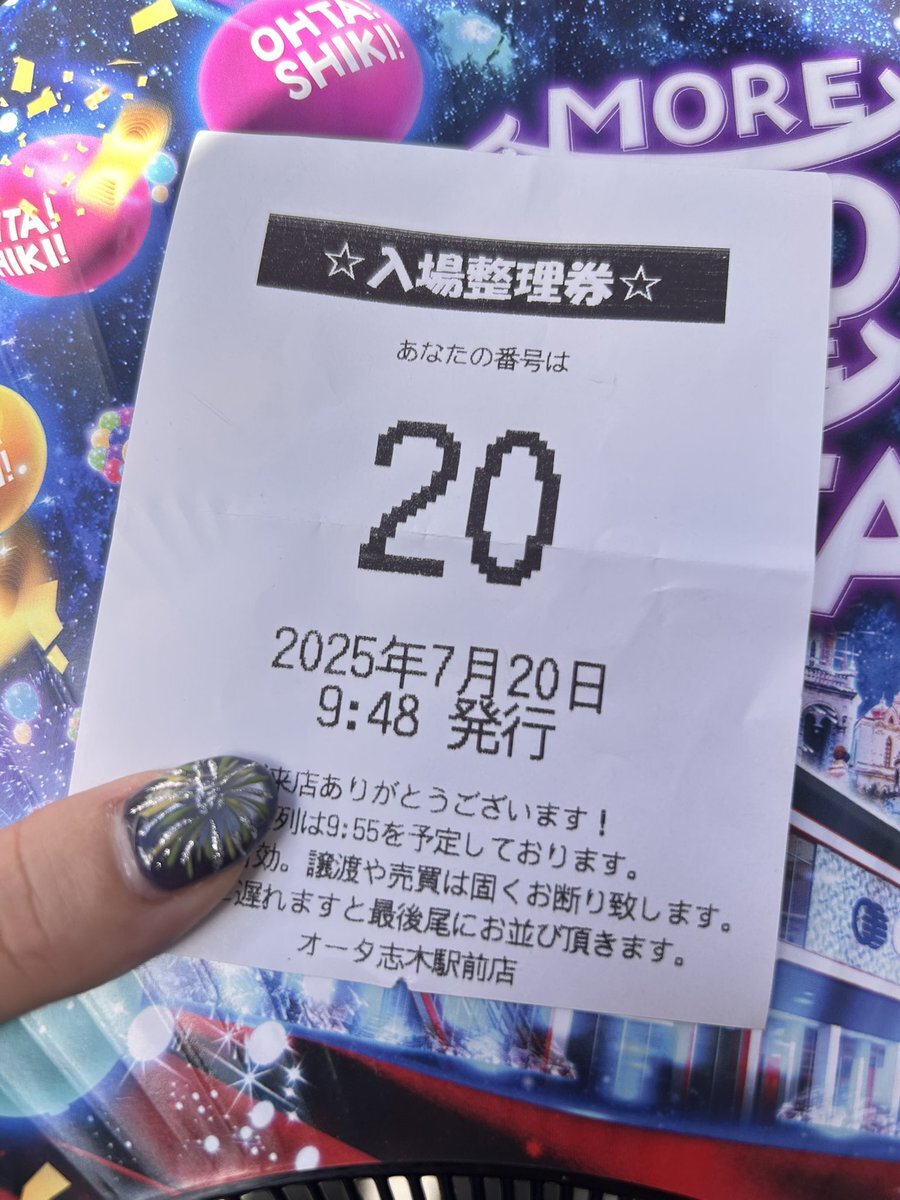 OHTA!
SHIKI!!
MORE
☆入場整理券☆
あなたの番号は
20
2025年7月20日
9:48 発行
来店ありがとうございます！
列は9:55を予定しております。
効。譲渡や売買は固くお断り致します。
遅れますと最後尾にお並び頂きます。
オータ志木駅前店